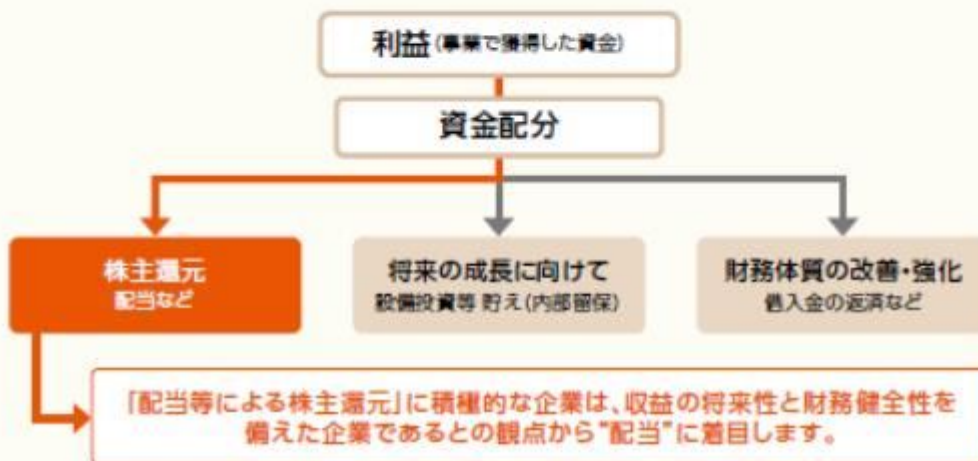 利益(事業で獲得した資金)
資金配分
株主還元
配当など
将来の成長に向けて
設備投資等 貯え(内部留保)
財務体質の改善・強化
借入金の返済など
「配当等による株主還元」に積極的な企業は、収益の将来性と財務健全性を
備えた企業であるとの観点から"配当"に着目します。